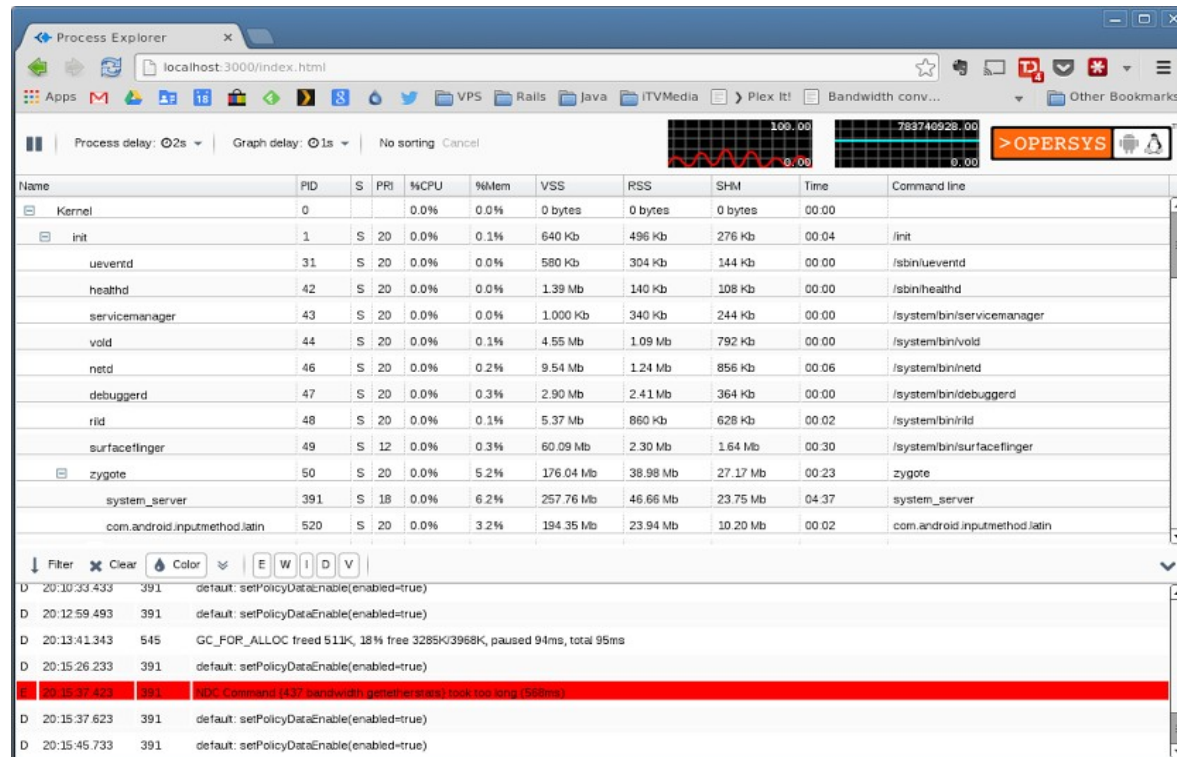 Process Explorer
localhost:3000/index.html
4
Apps 18 8 VPS Rails Java iTVMedia Plex It! Bandwidth conv... Other Bookmarks
Process delay: 2s Graph delay: 1s No sorting Cancel 100.00 0.00 783740928.00 0.00 >OPERSYS
Name PID S PRI %CPU %Mem VSS RSS SHM Time Command line
Kernel 0 0.0% 0.0% 0 bytes 0 bytes 0 bytes 00:00
init 1 S 20 0.0% 0.1% 640 Kb 496 Kb 276 Kb 00:04 /init
ueventd 31 S 20 0.0% 0.0% 580 Kb 304 Kb 144 Kb 00:00 /sbin/ueventd
healthd 42 S 20 0.0% 0.0% 1.39 Mb 140 Kb 108 Kb 00:00 /sbin/healthd
servicemanager 43 S 20 0.0% 0.0% 1.000 Kb 340 Kb 244 Kb 00:00 /system/bin/servicemanager
vold 44 S 20 0.0% 0.1% 4.55 Mb 1.09 Mb 792 Kb 00:00 /system/bin/vold
netd 46 S 20 0.0% 0.2% 9.54 Mb 1.24 Mb 856 Kb 00:06 /system/bin/netd
debuggerd 47 S 20 0.0% 0.3% 2.90 Mb 2.41 Mb 364 Kb 00:00 /system/bin/debuggerd
rild 48 S 20 0.0% 0.1% 5.37 Mb 860 Kb 628 Kb 00:02 /system/bin/rild
surfaceflinger 49 S 12 0.0% 0.3% 60.09 Mb 2.30 Mb 1.64 Mb 00:30 /system/bin/surfaceflinger
zygote 50 S 20 0.0% 5.2% 176.04 Mb 38.98 Mb 27.17 Mb 00:23 zygote
system_server 391 S 18 0.0% 6.2% 257.76 Mb 46.66 Mb 23.75 Mb 04:37 system_server
com.android.inputmethod.latin 520 S 20 0.0% 3.2% 194.35 Mb 23.94 Mb 10.20 Mb 00:02 com.android.inputmethod.latin
Filter Clear Color E W I D V
D 20:10:33.433 391 default: setPolicyDataEnable(enabled=true)
D 20:12:59.493 391 default: setPolicyDataEnable(enabled=true)
D 20:13:41.343 545 GC_FOR_ALLOC freed 511K, 18% free 3285K/3968K, paused 94ms, total 95ms
D 20:15:26.233 391 default: setPolicyDataEnable(enabled=true)
E 20:15:37.423 391 NDC Command (437 bandwidth gettetherstats) took too long (568ms)
D 20:15:37.623 391 default: setPolicyDataEnable(enabled=true)
D 20:15:45.733 391 default: setPolicyDataEnable(enabled=true)